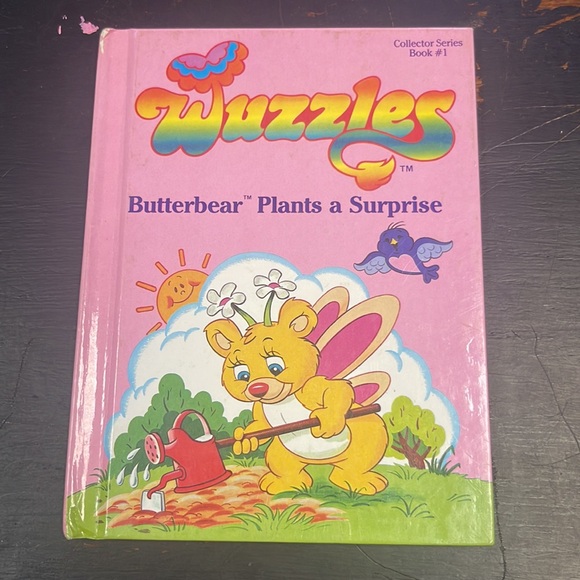 Collector Series
Book #1
Wuzzles
TM
Butterbear™ Plants a Surprise